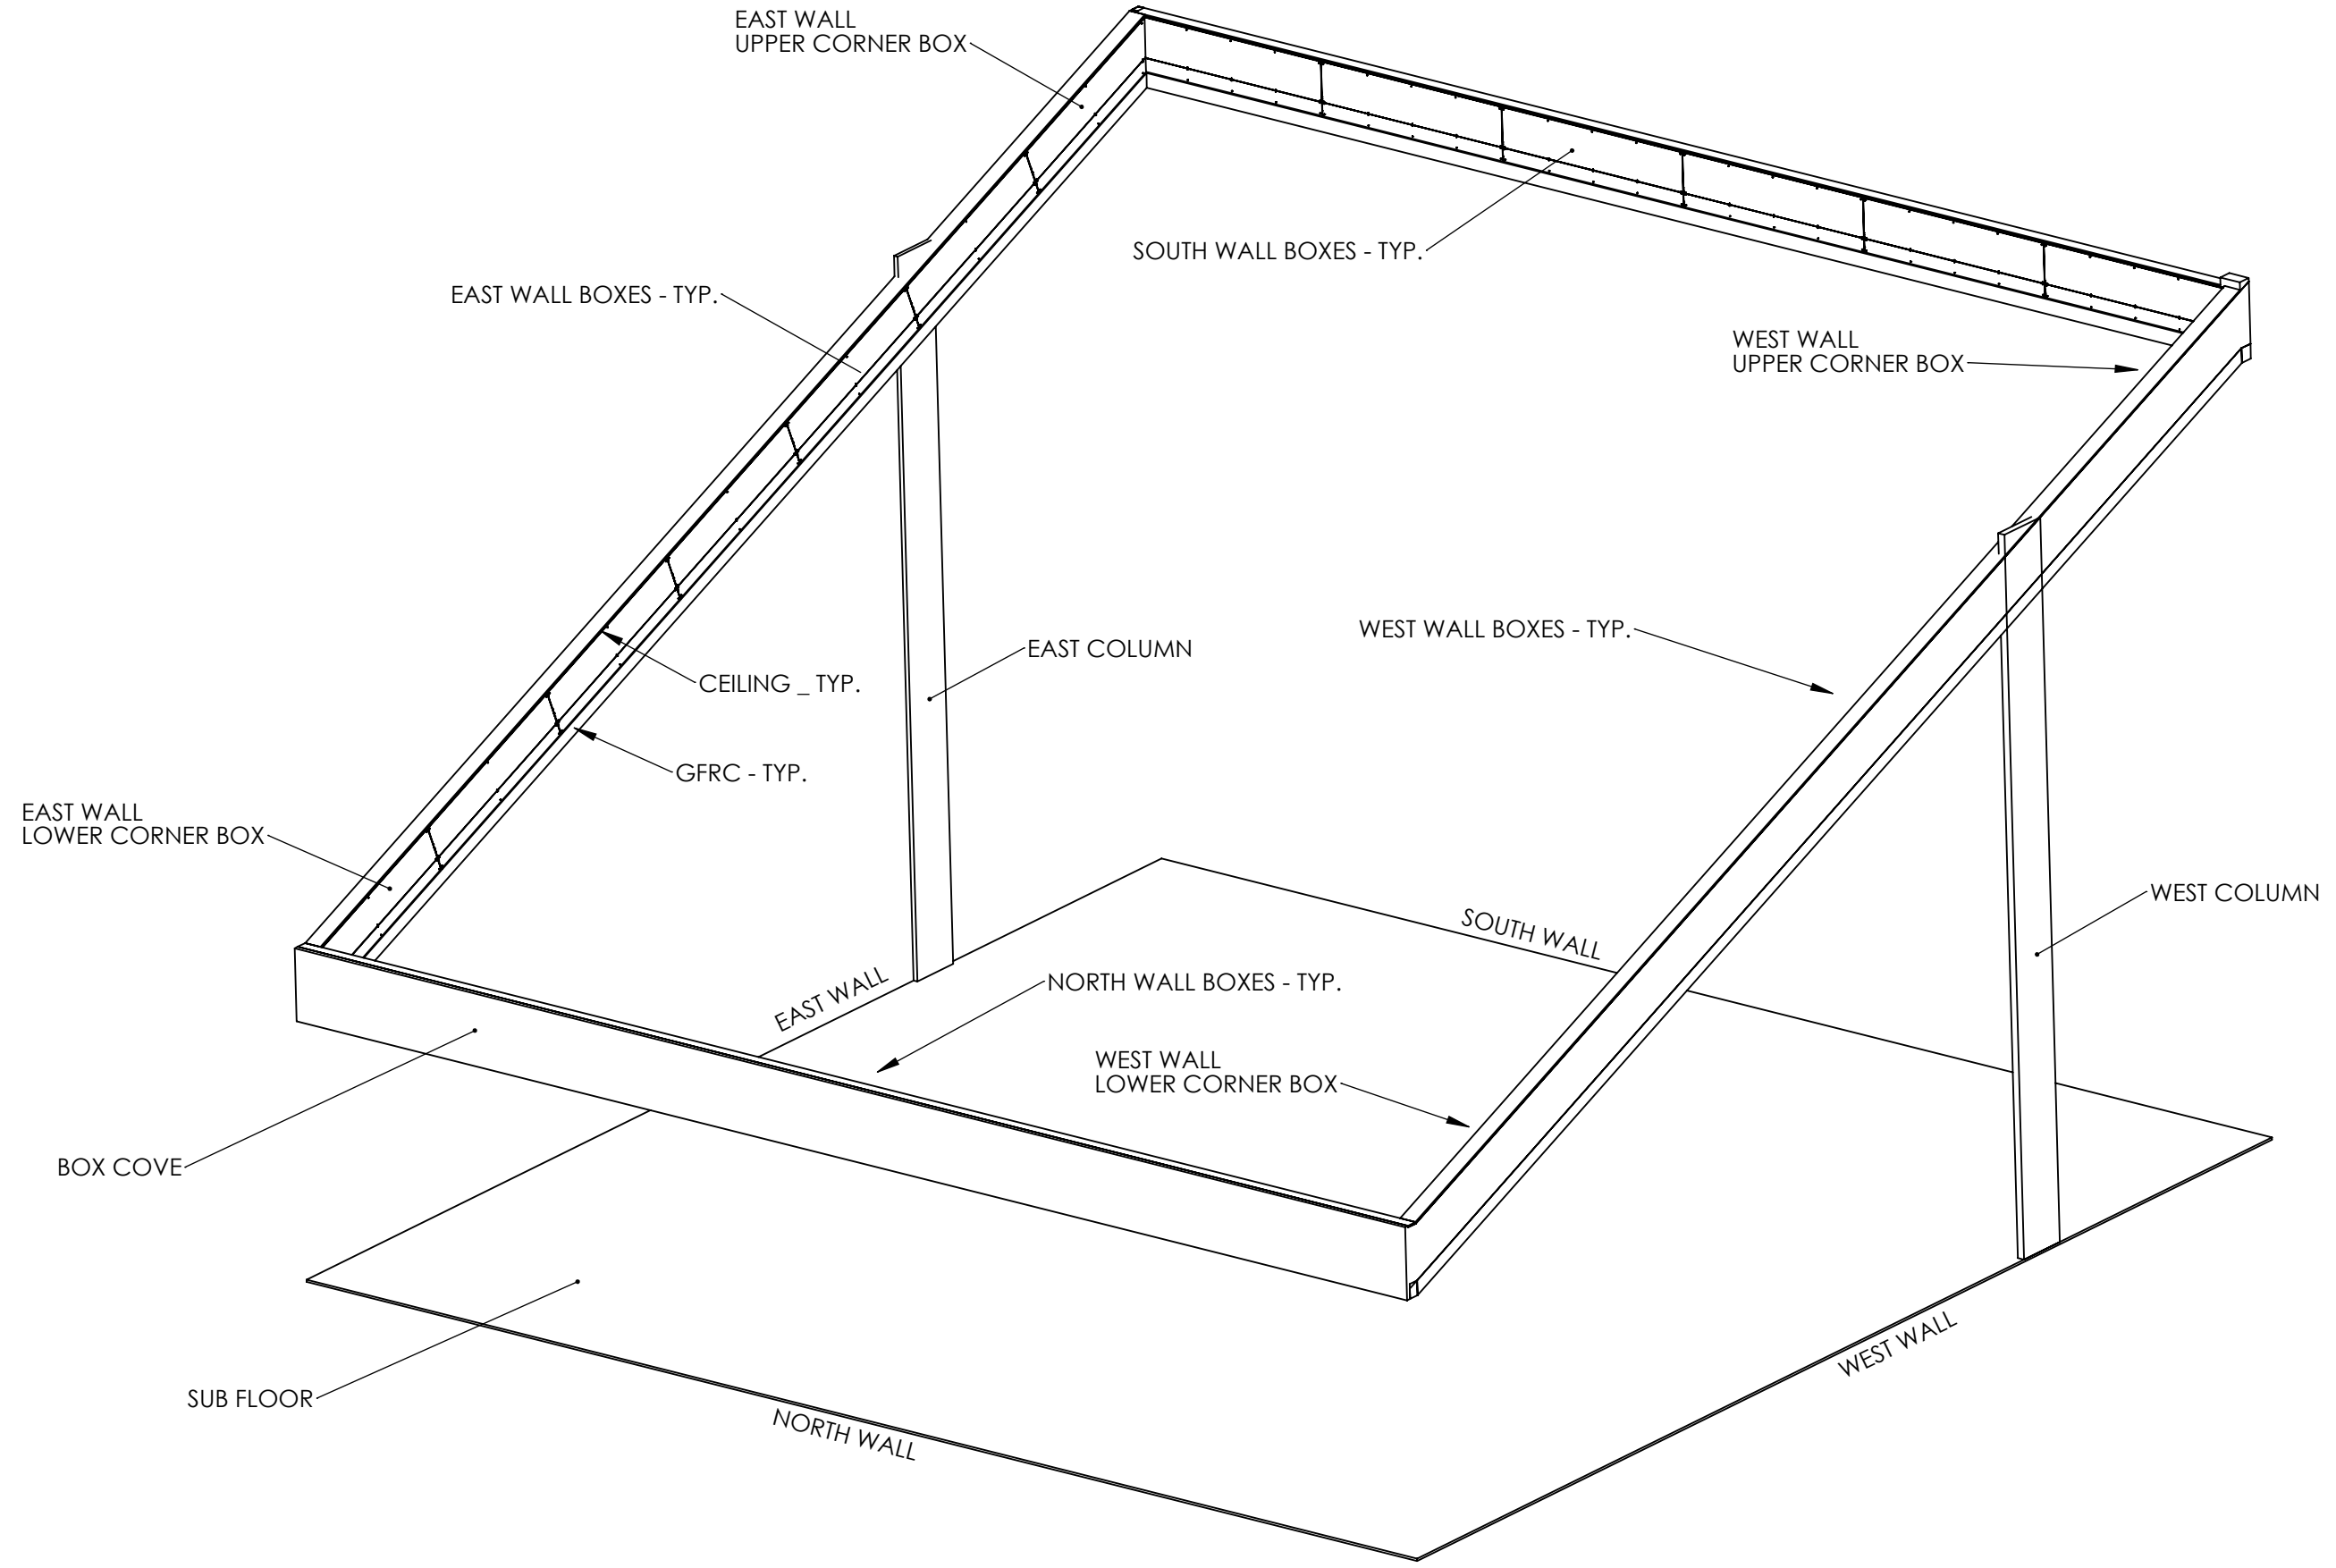 EAST WALL
UPPER CORNER BOX
SOUTH WALL BOXES - TYP.
EAST WALL BOXES - TYP.
WEST WALL
UPPER CORNER BOX
WEST WALL BOXES - TYP.
EAST COLUMN
CEILING _ TYP.
GFRC - TYP.
EAST WALL
LOWER CORNER BOX
WEST COLUMN
SOUTH WALL
EAST WALL
NORTH WALL BOXES - TYP.
WEST WALL
LOWER CORNER BOX
BOX COVE
WEST WALL
SUB FLOOR
NORTH WALL